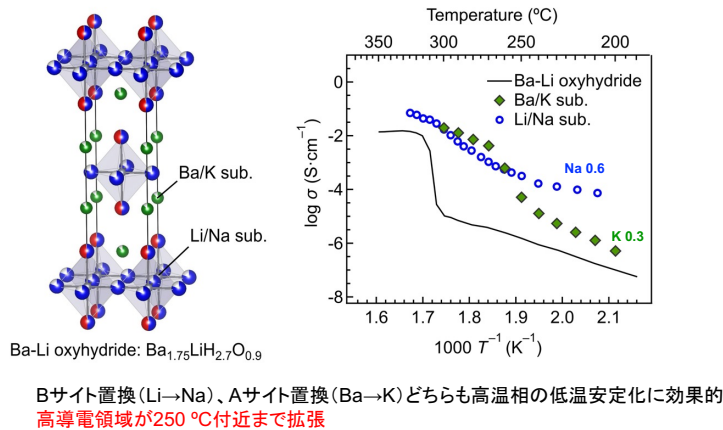 Temperature (ºC)
350 300 250 200
0
-2
-4
-6
-8
log σ (S·cm⁻¹)
Ba-Li oxyhydride
Ba/K sub.
Li/Na sub.
Na 0.6
K 0.3
1.6 1.7 1.8 1.9 2.0 2.1
1000 T⁻¹ (K⁻¹)
Ba/K sub.
Li/Na sub.
Ba-Li oxyhydride: Ba₁.₇₅LiH₂.₇O₀.₉
Bサイト置換(Li→Na)、Aサイト置換(Ba→K)どちらも高温相の低温安定化に効果的
高導電領域が250 ºC付近まで拡張